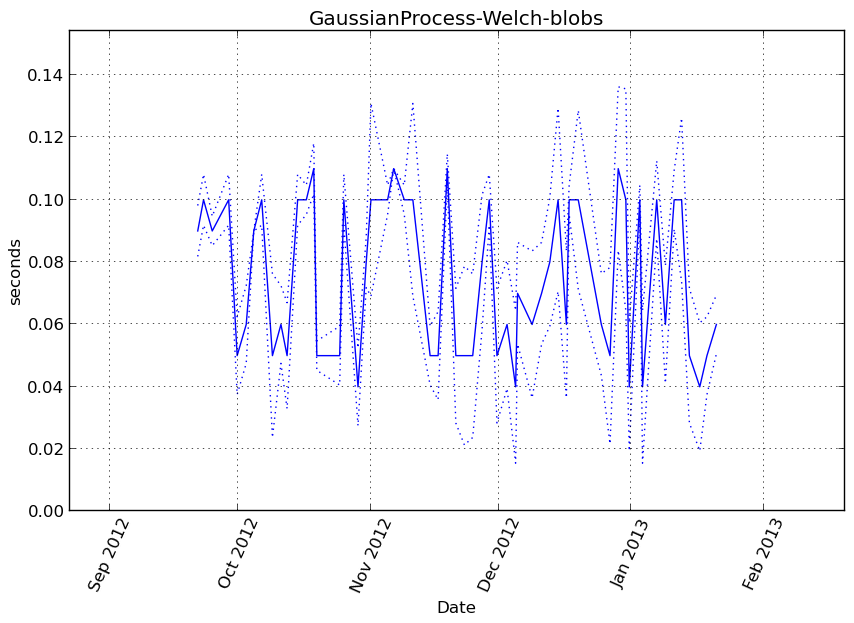 GaussianProcess-Welch-blobs
0.14
0.12
0.10
0.08
0.06
0.04
0.02
0.00
seconds
Sep 2012
Oct 2012
Nov 2012
Dec 2012
Jan 2013
Feb 2013
Date